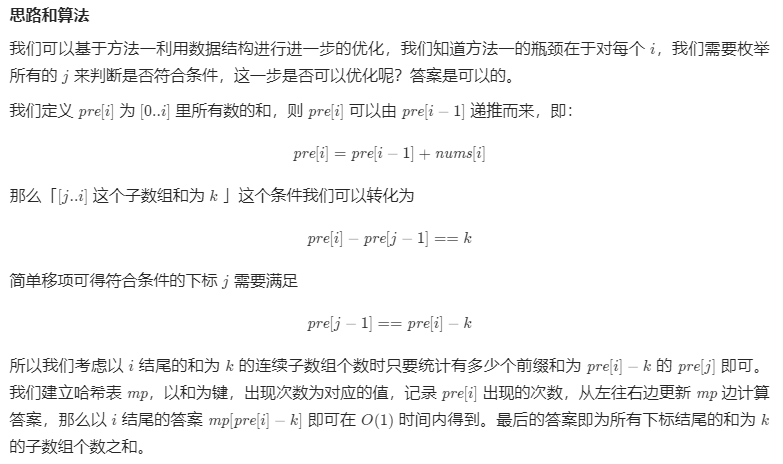 思路和算法
我们可以基于方法一利用数据结构进行进一步的优化，我们知道方法一的瓶颈在于对每个 i，我们需要枚举
所有的 j 来判断是否符合条件，这一步是否可以优化呢？答案是可以的。
我们定义 pre[i] 为 [0..i] 里所有数的和，则 pre[i] 可以由 pre[i − 1] 递推而来，即：
pre[i] = pre[i − 1] + nums[i]
那么「[j..i] 这个子数组和为 k 」这个条件我们可以转化为
pre[i] − pre[j − 1] == k
简单移项可得符合条件的下标 j 需要满足
pre[j − 1] == pre[i] − k
所以我们考虑以 i 结尾的和为 k 的连续子数组个数时只要统计有多少个前缀和为 pre[i] − k 的 pre[j] 即可。
我们建立哈希表 mp，以和为键，出现次数为对应的值，记录 pre[i] 出现的次数，从左往右边更新 mp 边计算
答案，那么以 i 结尾的答案 mp[pre[i] − k] 即可在 O(1) 时间内得到。最后的答案即为所有下标结尾的和为 k
的子数组个数之和。